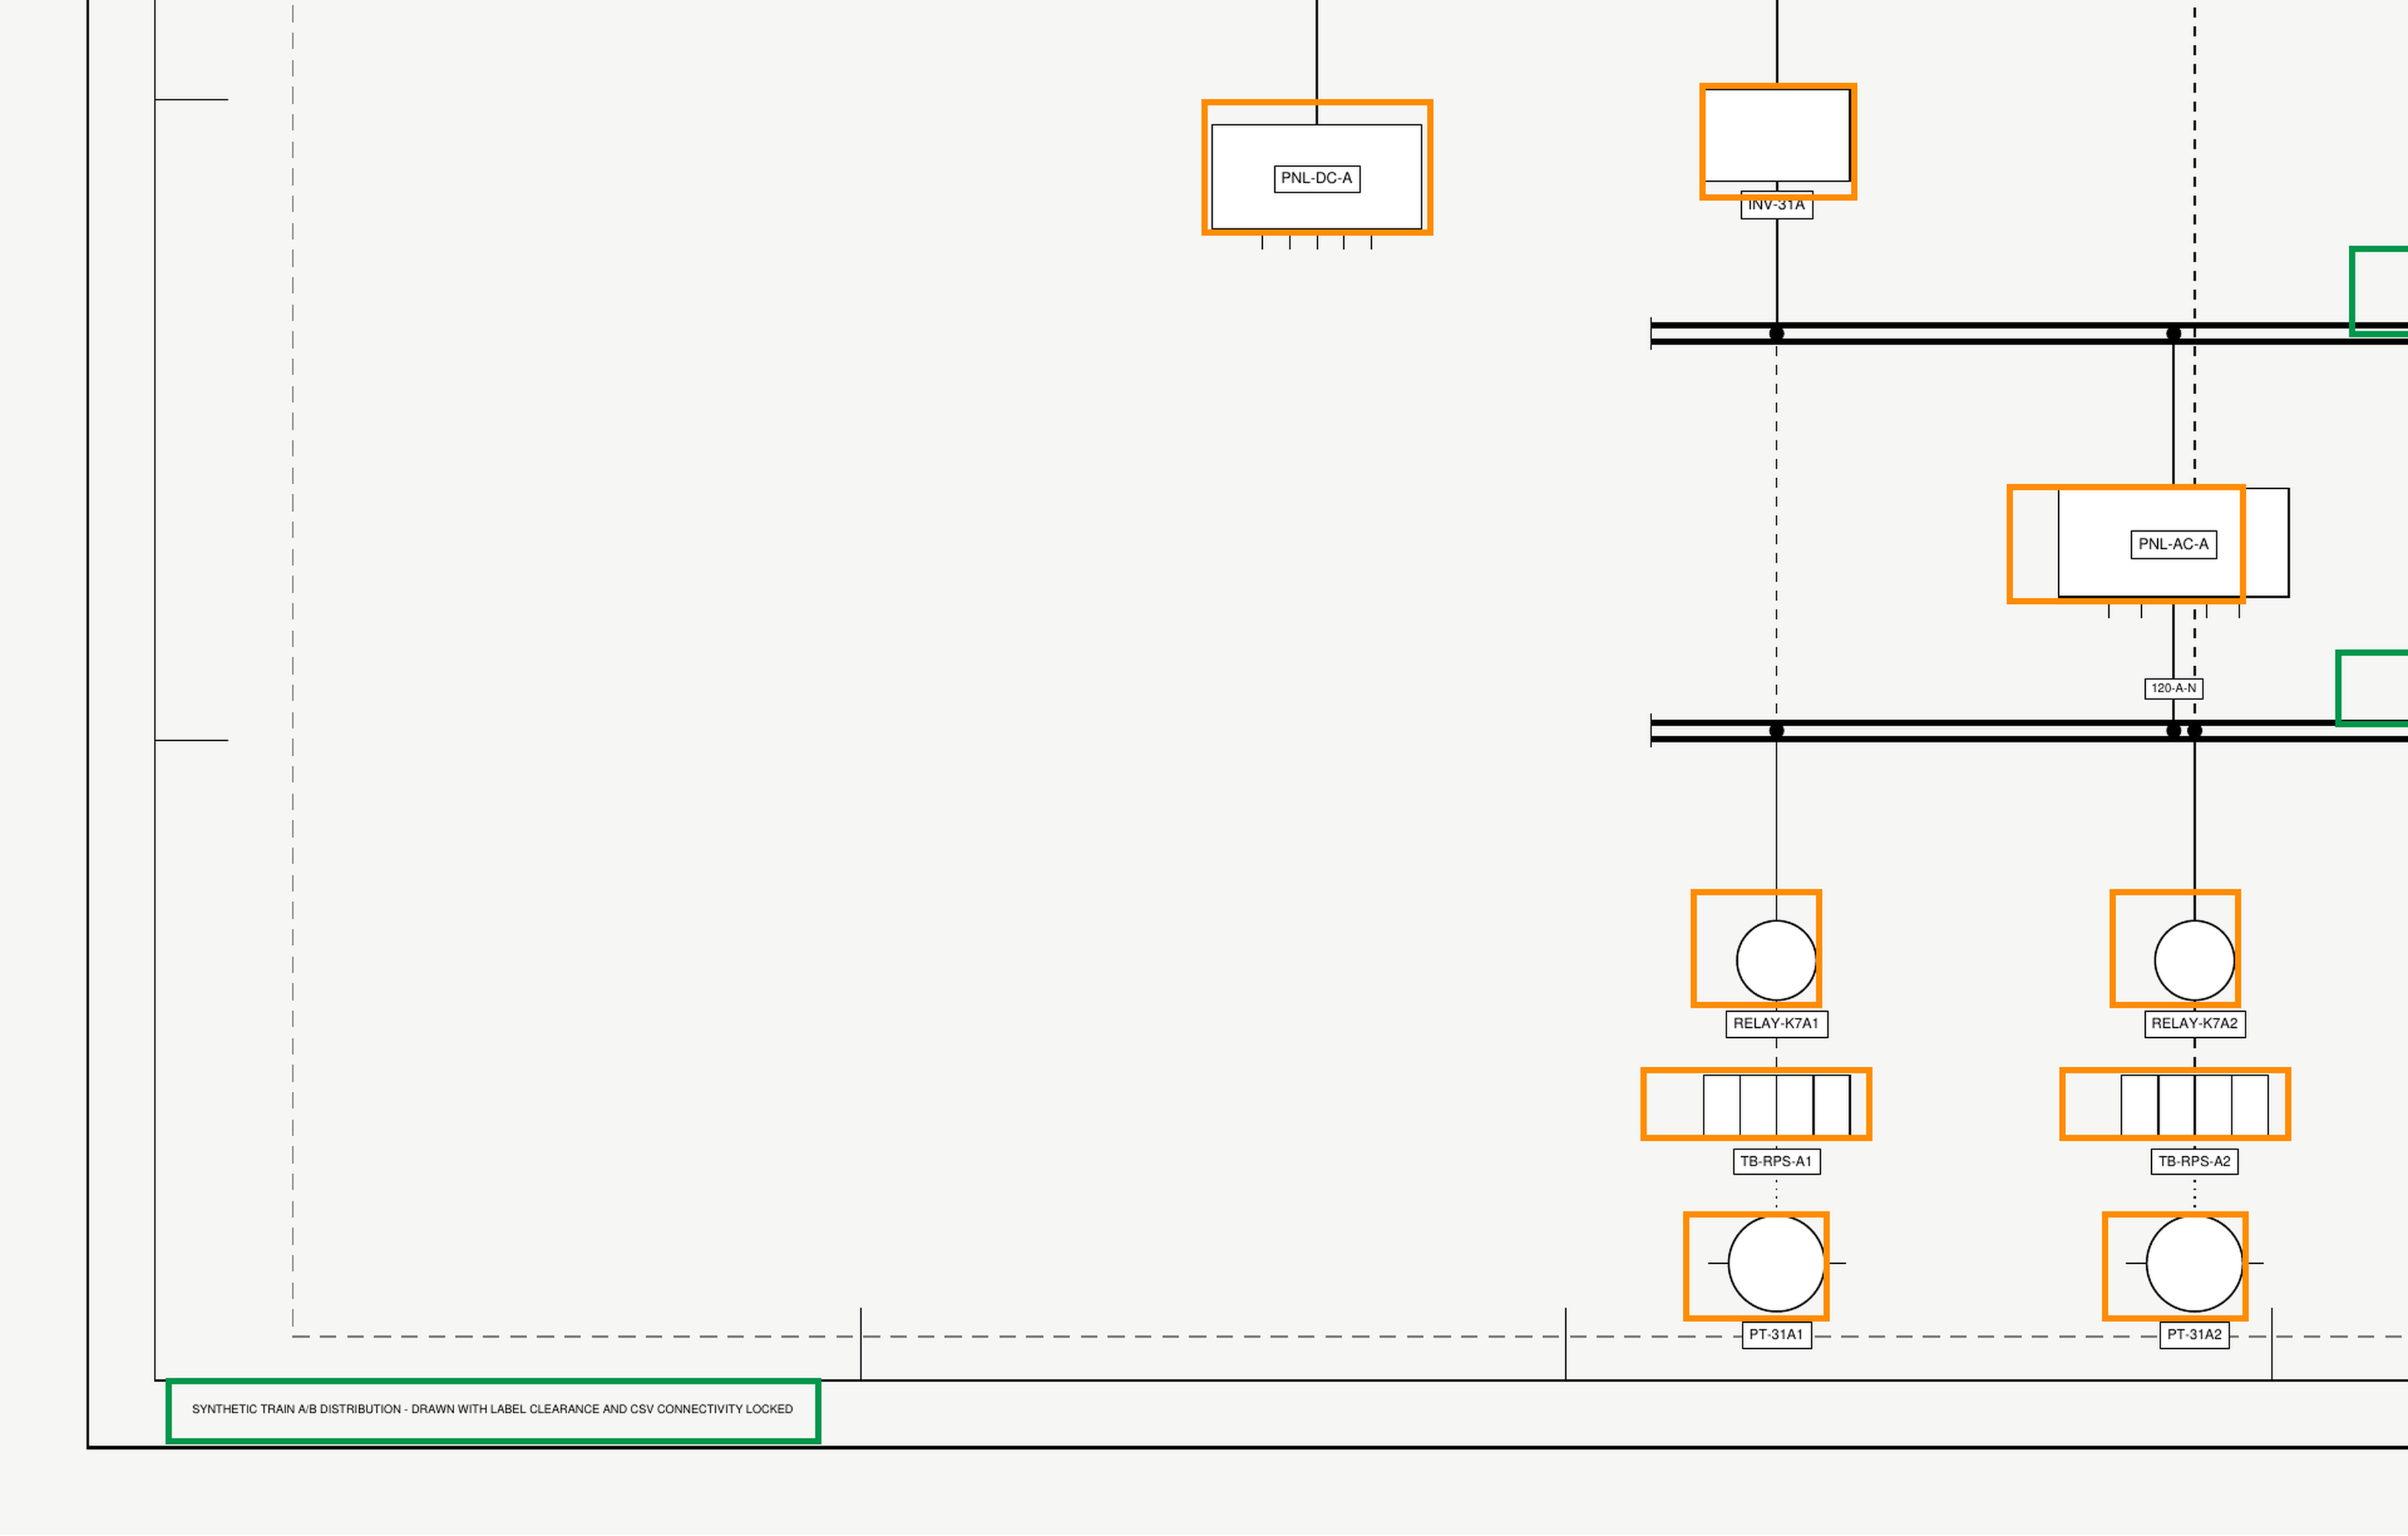 PNL-DC-A
INV-31A
PNL-AC-A
120-A-N
RELAY-K7A1
RELAY-K7A2
TB-RPS-A1
TB-RPS-A2
PT-31A1
PT-31A2
SYNTHETIC TRAIN A/B DISTRIBUTION - DRAWN WITH LABEL CLEARANCE AND CSV CONNECTIVITY LOCKED